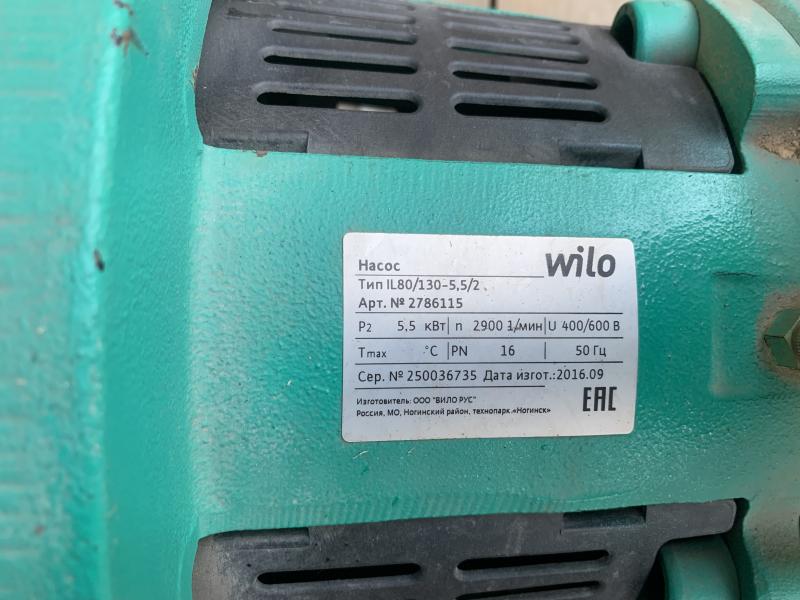 Насос
wilo
Тип IL80/130-5,5/2
Арт. № 2786115
P2 5,5 кВт n 2900 1/мин U 400/600 В
Tmax °C PN 16 50 Гц
Сер. № 250036735 Дата изгот.:2016.09
Изготовитель: ООО "ВИЛО РУС"
Россия, МО, Ногинский район, технопарк «Ногинск»
EAC